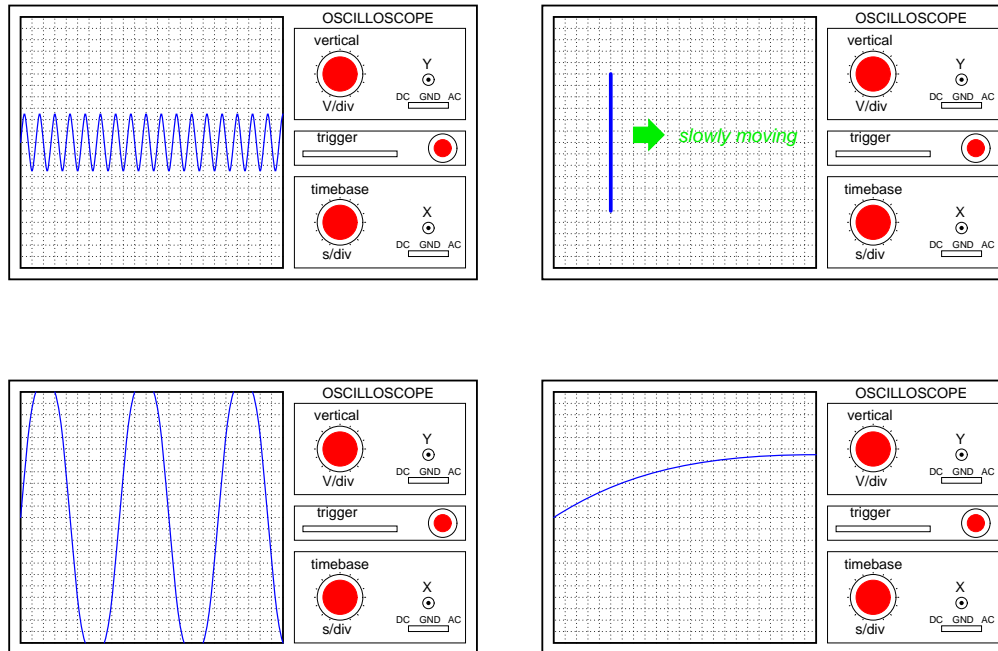 OSCILLOSCOPE
vertical
Y
DC GND AC
V/div
trigger
timebase
X
DC GND AC
s/div
OSCILLOSCOPE
vertical
Y
DC GND AC
V/div
slowly moving
trigger
timebase
X
DC GND AC
s/div
OSCILLOSCOPE
vertical
Y
DC GND AC
V/div
trigger
timebase
X
DC GND AC
s/div
OSCILLOSCOPE
vertical
Y
DC GND AC
V/div
trigger
timebase
X
DC GND AC
s/div